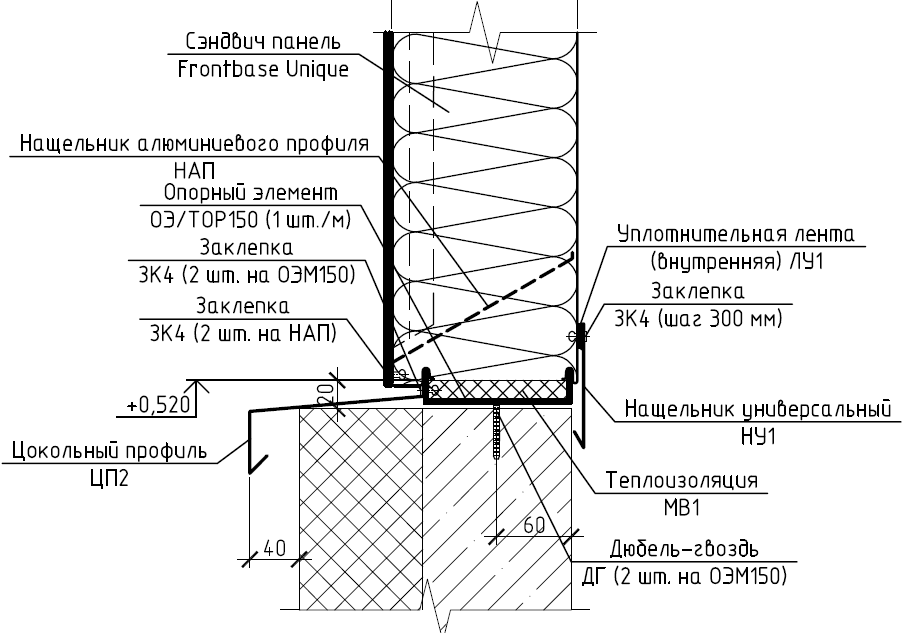 Сэндвич панель
Frontbase Unique
Нащельник алюминиевого профиля
НАП
Опорный элемент
ОЭ/ТОР150 (1 шт./м)
Заклепка
ЗК4 (2 шт. на ОЭМ150)
Заклепка
ЗК4 (2 шт. на НАП)
Уплотнительная лента
(внутренняя) ЛУ1
Заклепка
ЗК4 (шаг 300 мм)
+0,520
20
Нащельник универсальный
НУ1
Цокольный профиль
ЦП2
Теплоизоляция
МВ1
60
40
Дюбель-гвоздь
ДГ (2 шт. на ОЭМ150)